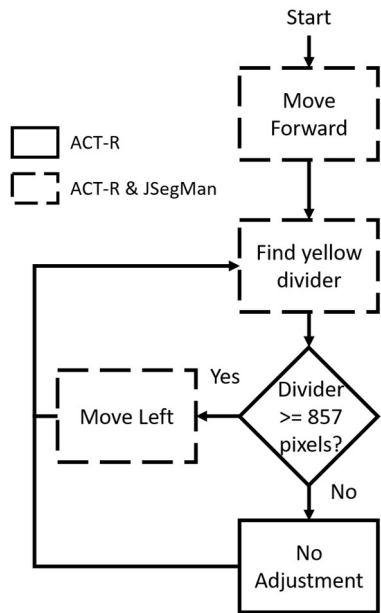 Start
Move
Forward
ACT-R
ACT-R & JSegMan
Find yellow
divider
Yes
Divider
>= 857
pixels?
Move Left
No
No
Adjustment